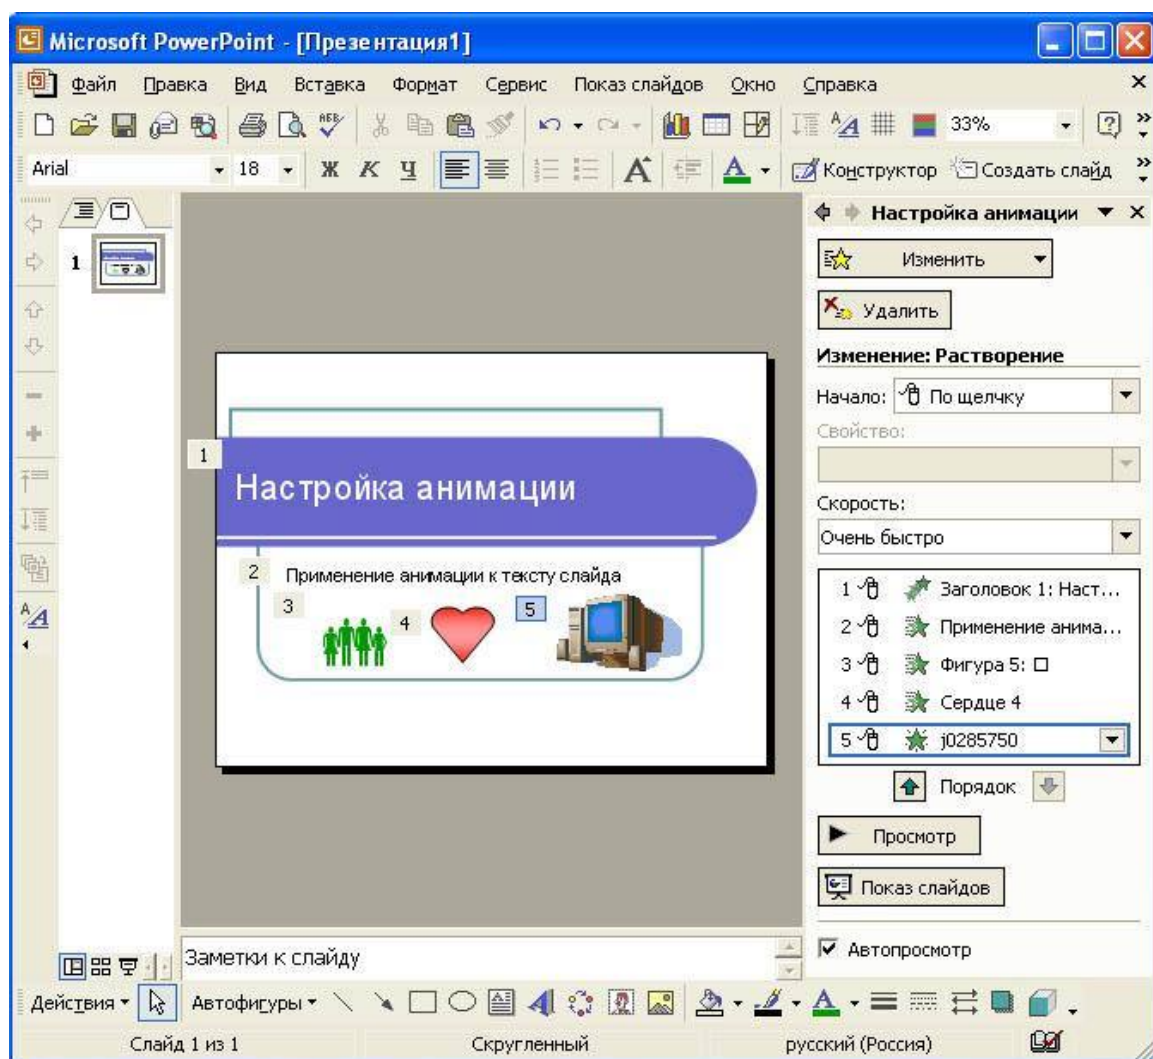 Microsoft PowerPoint - [Презентация1]
Файл Правка Вид Вставка Формат Сервис Показ слайдов Окно Справка
33%
Arial 18 Ж К Ч Конструктор Создать слайд
Настройка анимации
1
Изменить
Удалить
Изменение: Растворение
Начало: По щелчку
Свойство:
Скорость:
Очень быстро
1
Настройка анимации
2 Применение анимации к тексту слайда
3 4 5
1 Заголовок 1: Наст...
2 Применение анима...
3 Фигура 5:
4 Сердце 4
5 j0285750
Порядок
Просмотр
Показ слайдов
Автопросмотр
Заметки к слайду
Действия Автофигуры
Слайд 1 из 1 Скругленный русский (Россия)